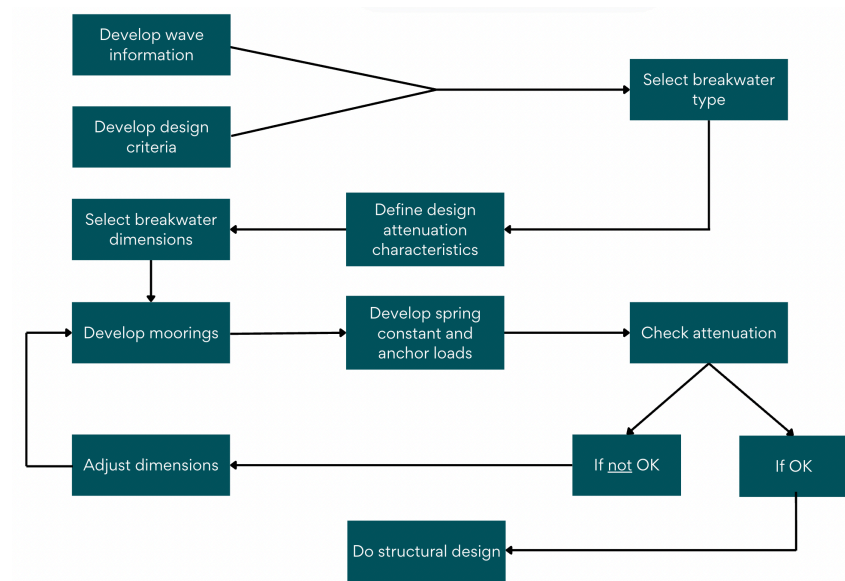 Develop wave
information
Select breakwater
type
Develop design
criteria
Define design
attenuation
characteristics
Select breakwater
dimensions
Develop moorings
Develop spring
constant and
anchor loads
Check attenuation
If not OK
If OK
Adjust dimensions
Do structural design